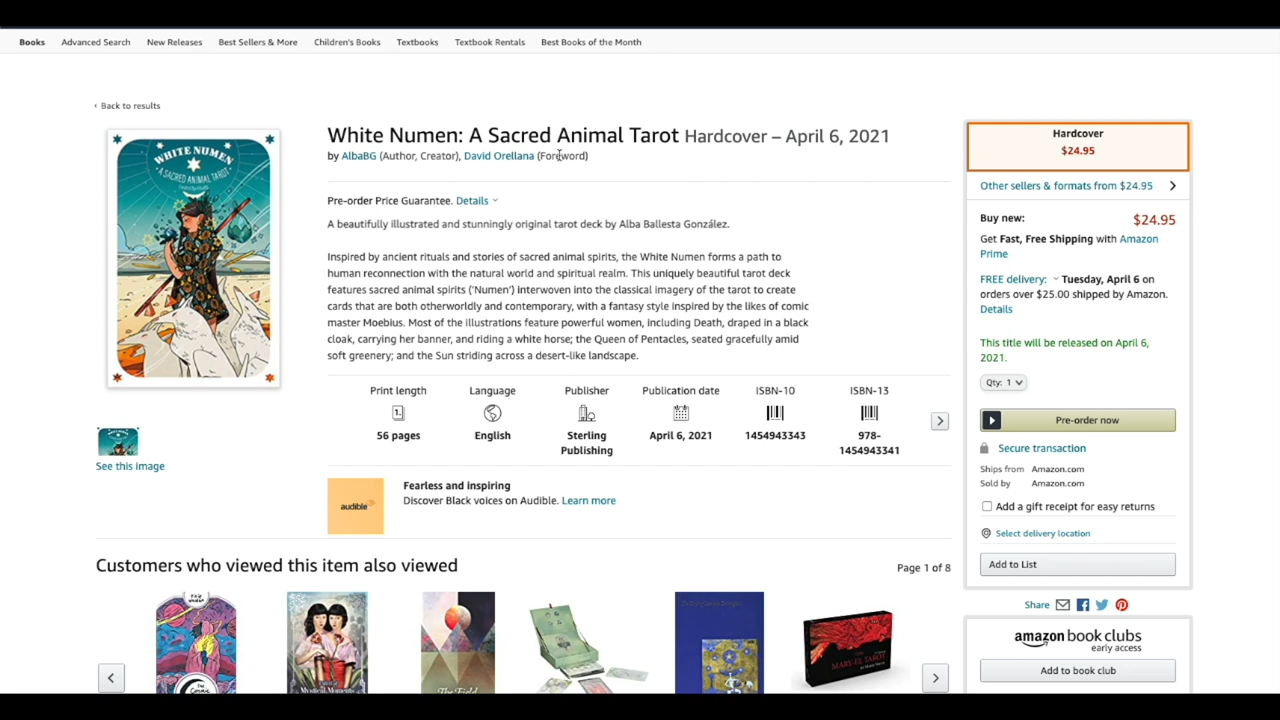 Books Advanced Search New Releases Best Sellers & More Children's Books Textbooks Textbook Rentals Best Books of the Month
‹ Back to results
WHITE NUMEN
A SACRED ANIMAL TAROT
See this image
White Numen: A Sacred Animal Tarot Hardcover – April 6, 2021
by AlbaBG (Author, Creator), David Orellana (Foreword)
Pre-order Price Guarantee. Details
A beautifully illustrated and stunningly original tarot deck by Alba Ballesta González.
Inspired by ancient rituals and stories of sacred animal spirits, the White Numen forms a path to
human reconnection with the natural world and spiritual realm. This uniquely beautiful tarot deck
features sacred animal spirits ('Numen') interwoven into the classical imagery of the tarot to create
cards that are both otherworldly and contemporary, with a fantasy style inspired by the likes of comic
master Moebius. Most of the illustrations feature powerful women, including Death, draped in a black
cloak, carrying her banner, and riding a white horse; the Queen of Pentacles, seated gracefully amid
soft greenery; and the Sun striding across a desert-like landscape.
Print length Language Publisher Publication date ISBN-10 ISBN-13
56 pages English Sterling April 6, 2021 1454943343 978-
Publishing 1454943341
audible
Fearless and inspiring
Discover Black voices on Audible. Learn more
Hardcover
$24.95
Other sellers & formats from $24.95
Buy new: $24.95
Get Fast, Free Shipping with Amazon
Prime
FREE delivery: Tuesday, April 6 on
orders over $25.00 shipped by Amazon.
Details
This title will be released on April 6,
2021.
Qty: 1
Pre-order now
Secure transaction
Ships from Amazon.com
Sold by Amazon.com
Add a gift receipt for easy returns
Select delivery location
Add to List
Share
amazon book clubs
early access
Add to book club
Customers who viewed this item also viewed Page 1 of 8
MARY-EL TAROT